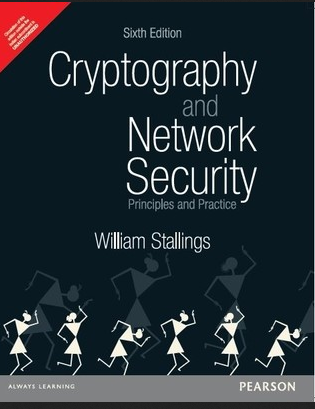 Sixth Edition
Cryptography
and
Network
Security
Principles and Practice
William Stallings
ALWAYS LEARNING
PEARSON